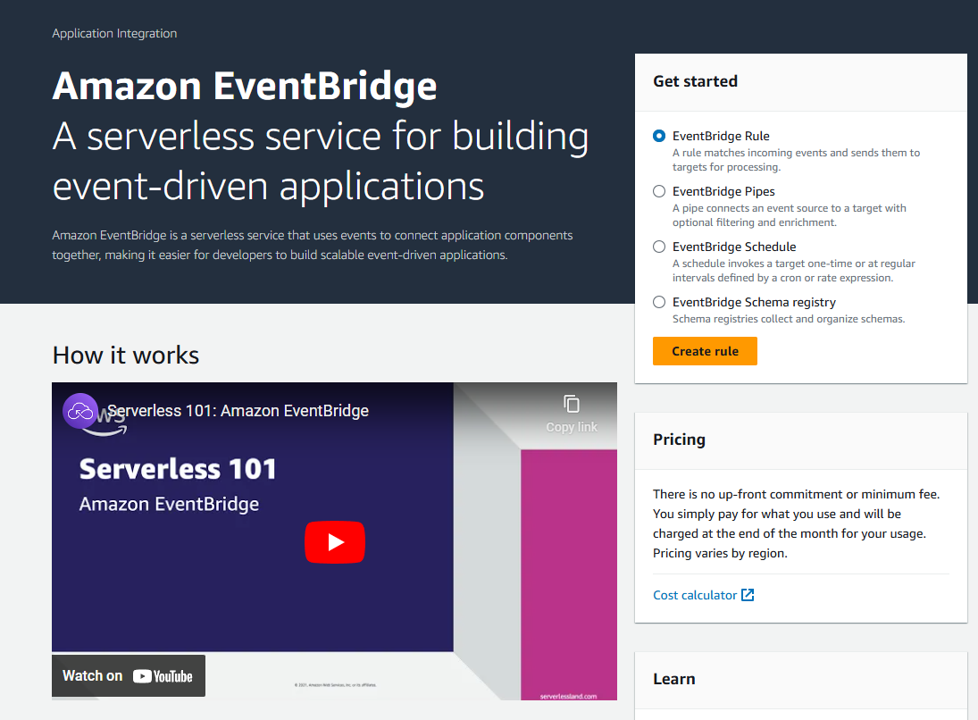 Application Integration
Amazon EventBridge
A serverless service for building
event-driven applications
Amazon EventBridge is a serverless service that uses events to connect application components
together, making it easier for developers to build scalable event-driven applications.
Get started
EventBridge Rule
A rule matches incoming events and sends them to
targets for processing.
EventBridge Pipes
A pipe connects an event source to a target with
optional filtering and enrichment.
EventBridge Schedule
A schedule invokes a target one-time or at regular
intervals defined by a cron or rate expression.
EventBridge Schema registry
Schema registries collect and organize schemas.
Create rule
How it works
aws
Serverless 101: Amazon EventBridge
Copy link
Serverless 101
Amazon EventBridge
Watch on YouTube
© 2021, Amazon Web Services, Inc. or its affiliates.
serverlessland.com
Pricing
There is no up-front commitment or minimum fee.
You simply pay for what you use and will be
charged at the end of the month for your usage.
Pricing varies by region.
Cost calculator
Learn